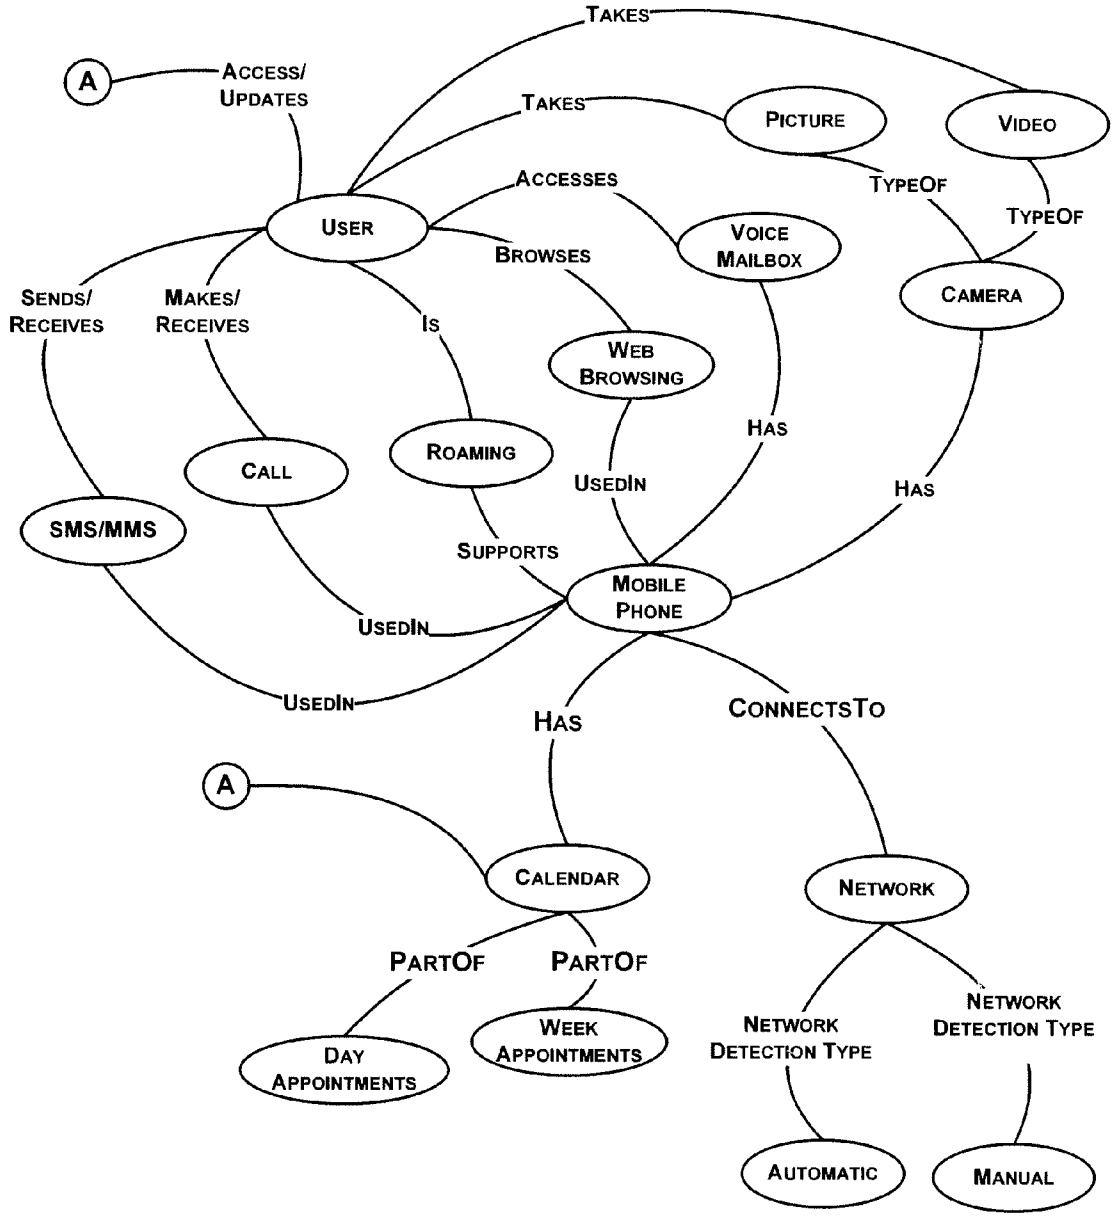 TAKES
A
ACCESS/
UPDATES
TAKES
PICTURE
VIDEO
ACCESSES
TYPEOF
TYPEOF
USER
VOICE
MAILBOX
BROWSES
CAMERA
SENDS/
RECEIVES
MAKES/
RECEIVES
IS
WEB
BROWSING
HAS
ROAMING
CALL
USEDIN
HAS
SMS/MMS
SUPPORTS
MOBILE
PHONE
USEDIN
USEDIN
HAS
CONNECTSTO
A
CALENDAR
NETWORK
PARTOF
PARTOF
NETWORK
DETECTION TYPE
NETWORK
DETECTION TYPE
WEEK
APPOINTMENTS
DAY
APPOINTMENTS
AUTOMATIC
MANUAL